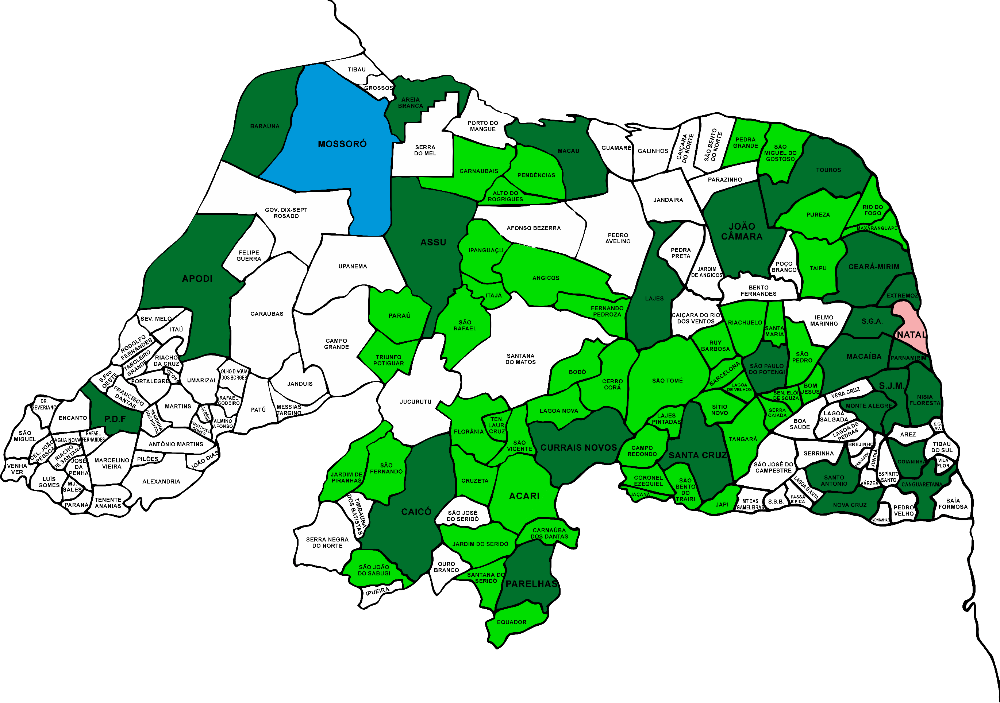 TIBAU
GROSSOS
AREIA
BRANCA
BARAÚNA
MOSSORÓ
SERRA
DO MEL
PORTO DO
MANGUE
CARNAUBAIS
PENDÊNCIAS
ALTO DO
ROGRIGUES
MACAU
GUAMARÉ
GALINHOS
CAIÇARA
DO NORTE
SÃO BENTO
DO NORTE
PEDRA
GRANDE
SÃO
MIGUEL DO
GOSTOSO
TOUROS
PARAZINHO
JANDAÍRA
PUREZA
RIO DO
FOGO
MAXARANGUAPE
GOV. DIX-SEPT
ROSADO
ASSU
AFONSO BEZERRA
PEDRO
AVELINO
JOÃO
CÂMARA
FELIPE
GUERRA
IPANGUAÇU
PEDRA
PRETA
JARDIM
DE ANGICOS
POÇO
BRANCO
TAIPU
CEARÁ-MIRIM
APODI
UPANEMA
ANGICOS
ITAJÁ
LAJES
BENTO
FERNANDES
EXTREMOZ
CARAÚBAS
PARAÚ
SÃO
RAFAEL
FERNANDO
PEDROZA
CAIÇARA DO RIO
DOS VENTOS
RIACHUELO
SANTA
MARIA
IELMO
MARINHO
S.G.A.
NATAL
SEV. MELO
ITAÚ
RODOLFO
FERNANDES
TABOLEIRO
GRANDE
RIACHO
DA CRUZ
VIÇOSA
CAMPO
GRANDE
TRIUNFO
POTIGUAR
SANTANA
DO MATOS
BODÓ
CERRO
CORÁ
SÃO TOMÉ
RUY
BARBOSA
BARCELONA
LAGOA
DE VELHOS
SÃO PAULO
DO POTENGI
SÃO
PEDRO
MACAÍBA
PARNAMIRIM
S.Fco
OESTE
FRANCISCO
DANTAS
PORTALEGRE
UMARIZAL
OLHO D'ÁGUA
DOS BORGES
RAFAEL
GODEIRO
JANDUÍS
MESSIAS
TARGINO
PATÚ
JUCURUTU
LAGOA NOVA
SÍTIO
NOVO
SEN. ELÓI
DE SOUZA
BOM
JESUS
SERRA
CAIADA
VERA CRUZ
S.J.M.
MONTE ALEGRE
NÍSIA
FLORESTA
DR.
SEVERIANO
ENCANTO
P.D.F
SERRINHA
DOS PINTOS
MARTINS
LUCRÉCIA
FRUTUOSO
GOMES
ALMINO
AFONSO
FLORÂNIA
TEN.
LAUR.
CRUZ
SÃO
VICENTE
CURRAIS NOVOS
LAJES
PINTADAS
CAMPO
REDONDO
SANTA CRUZ
TANGARÁ
BOA
SAÚDE
LAGOA
SALGADA
LAGOA DE
PEDRAS
S.G.
AV.
AREZ
TIBAU
DO SUL
VILA
FLOR
SÃO
MIGUEL
CEL. JOÃO
PESSOA
ÁGUA NOVA
RAFAEL
FERNANDES
RIACHO
DE SANTANA
JOSÉ
DA
PENHA
MARCELINO
VIEIRA
ANTÔNIO MARTINS
PILÕES
JOÃO DIAS
ALEXANDRIA
VENHA
VER
LUÍS
GOMES
MJ.
SALES
PARANÁ
TENENTE
ANANIAS
JARDIM DE
PIRANHAS
SÃO
FERNANDO
CRUZETA
ACARI
CORONEL
EZEQUIEL
JAÇANÃ
SÃO
BENTO
DO
TRAIRI
JAPI
SÃO JOSÉ DO
CAMPESTRE
SERRINHA
BREJINHO
PASSAGEM
JUNDIÁ
GOIANINHA
ESPÍRITO
SANTO
VÁRZEA
SANTO
ANTÔNIO
LAGOA D'ANTA
PASSA
E FICA
S.S.B.
MT DAS
GAMELEIRAS
NOVA CRUZ
CANGUARETAMA
MONTANHAS
PEDRO
VELHO
BAÍA
FORMOSA
TIMBAÚBA
DOS BATISTAS
CAICÓ
SÃO JOSÉ
DO SERIDÓ
SERRA NEGRA
DO NORTE
JARDIM DO SERIDÓ
CARNAÚBA
DOS DANTAS
SÃO JOÃO
DO SABUGI
IPUEIRA
OURO
BRANCO
SANTANA DO
SERIDÓ
PARELHAS
EQUADOR